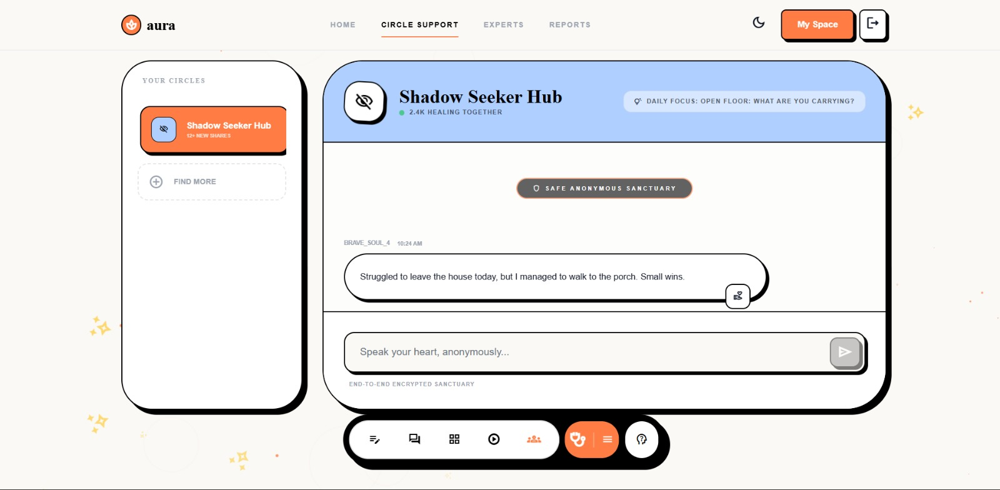 aura
HOME
CIRCLE SUPPORT
EXPERTS
REPORTS
My Space
YOUR CIRCLES
Shadow Seeker Hub
12+ NEW SHARES
FIND MORE
Shadow Seeker Hub
2.4K HEALING TOGETHER
DAILY FOCUS: OPEN FLOOR: WHAT ARE YOU CARRYING?
SAFE ANONYMOUS SANCTUARY
BRAVE_SOUL_4 10:24 AM
Struggled to leave the house today, but I managed to walk to the porch. Small wins.
Speak your heart, anonymously...
END-TO-END ENCRYPTED SANCTUARY